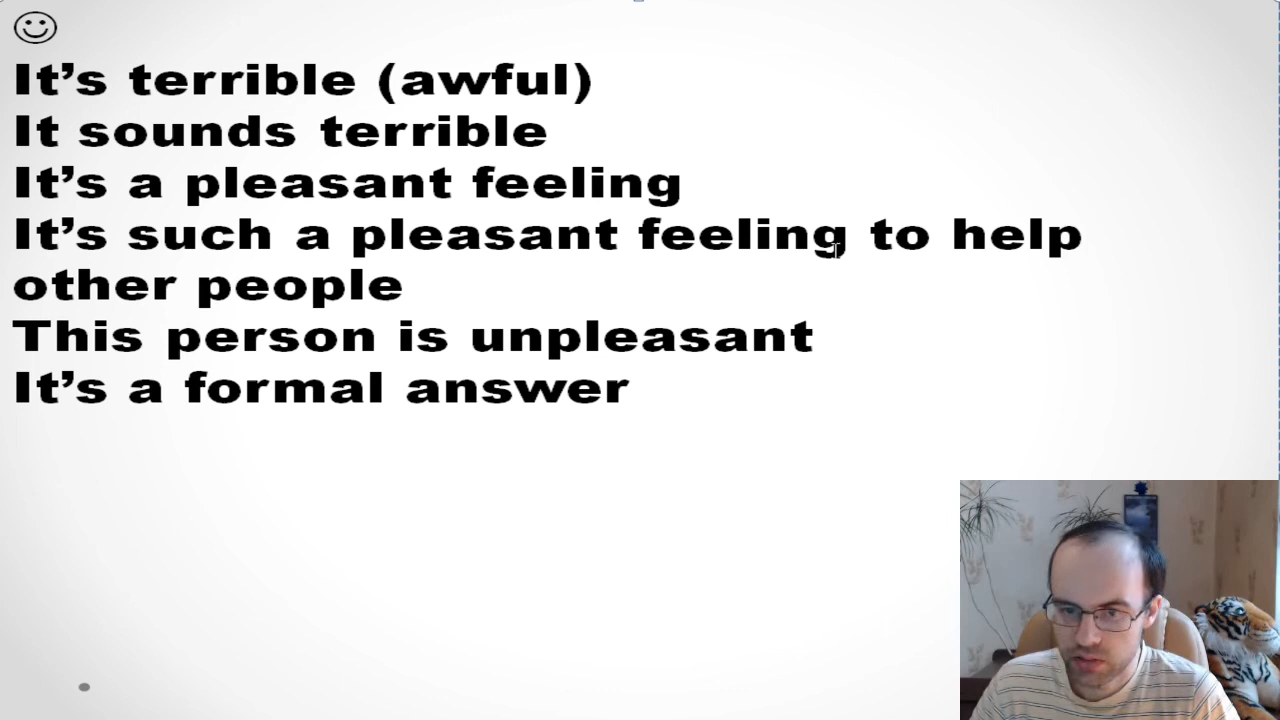 It’s terrible (awful)
It sounds terrible
It’s a pleasant feeling
It’s such a pleasant feeling to help
other people
This person is unpleasant
It’s a formal answer